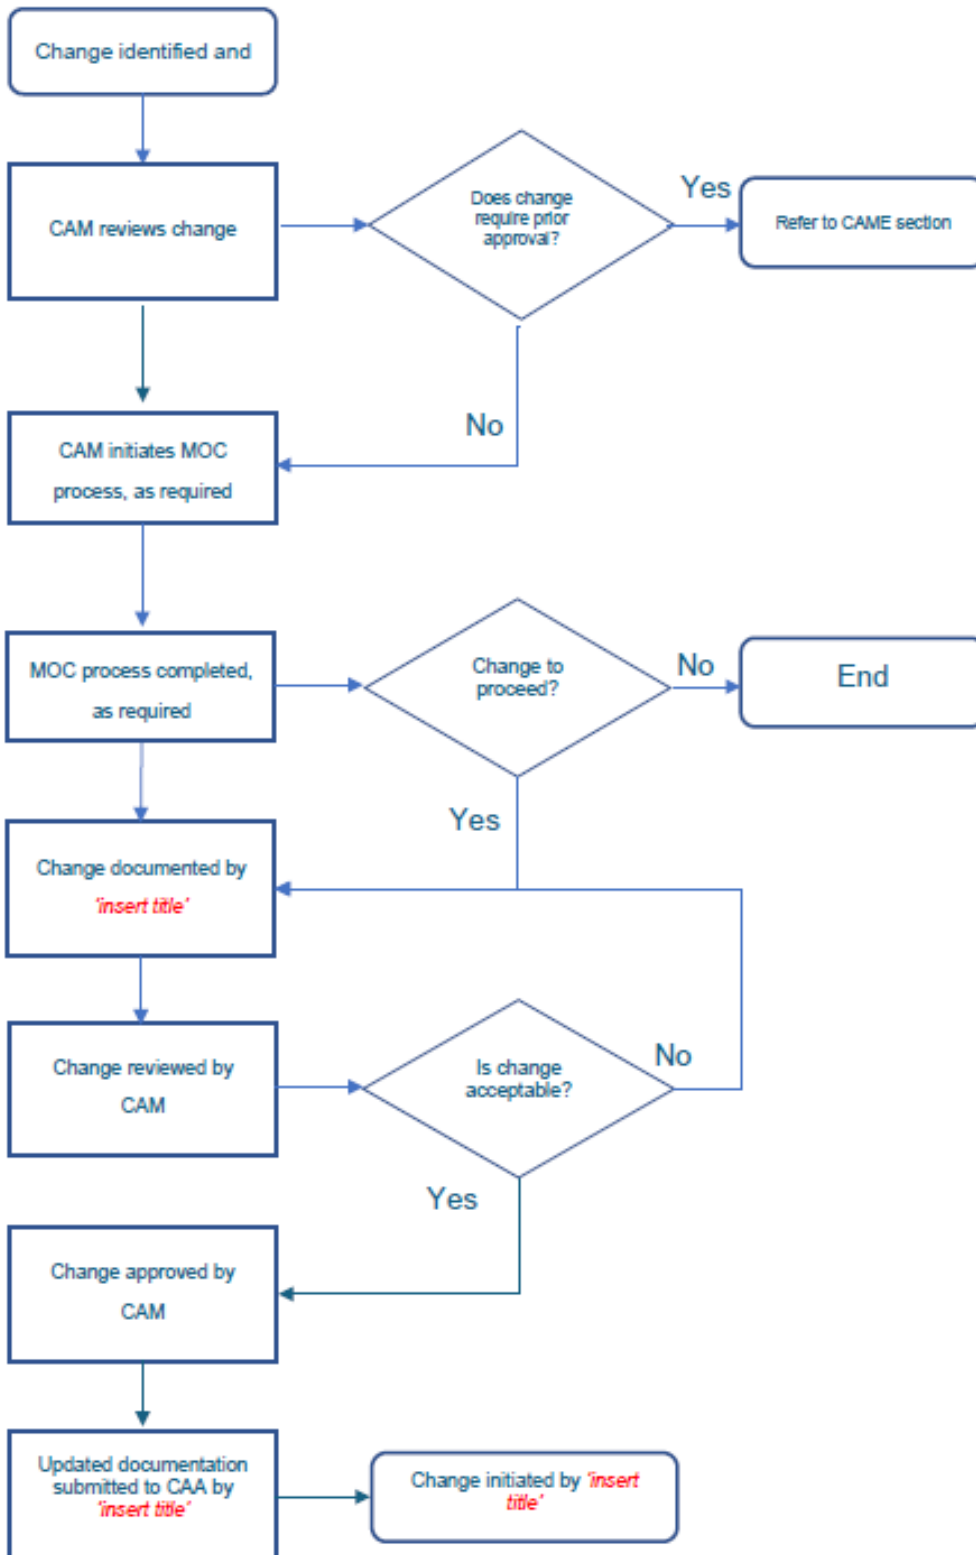 Change identified and
CAM reviews change
Does change
require prior
approval?
Yes
Refer to CAME section
No
CAM initiates MOC
process, as required
MOC process completed,
as required
Change to
proceed?
No
End
Yes
Change documented by
'insert title'
Change reviewed by
CAM
Is change
acceptable?
No
Yes
Change approved by
CAM
Updated documentation
submitted to CAA by
'insert title'
Change initiated by 'insert
title'